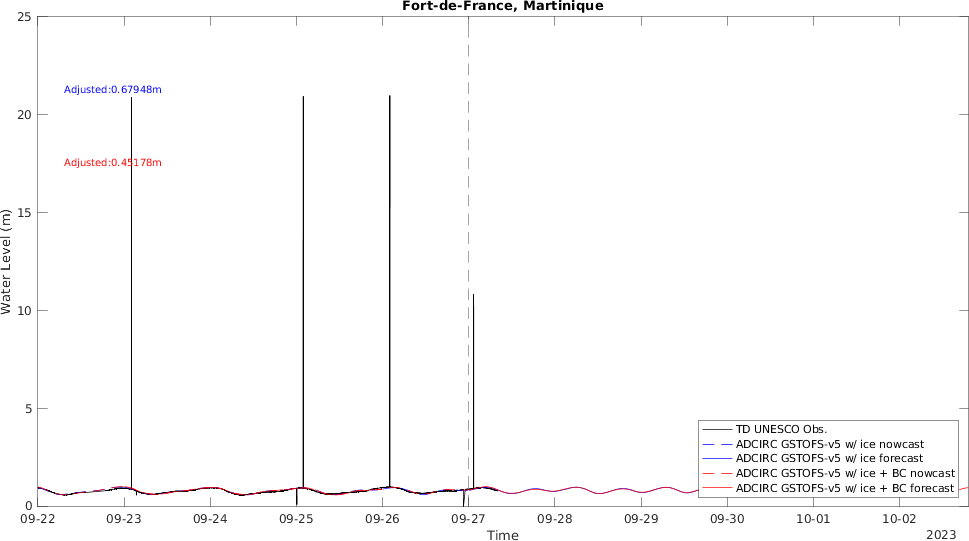 Fort-de-France, Martinique
25
20
15
10
5
0
Water Level (m)
Adjusted:0.67948m
Adjusted:0.45178m
TD UNESCO Obs.
ADCIRC GSTOFS-v5 w/ ice nowcast
ADCIRC GSTOFS-v5 w/ ice forecast
ADCIRC GSTOFS-v5 w/ ice + BC nowcast
ADCIRC GSTOFS-v5 w/ ice + BC forecast
09-22 09-23 09-24 09-25 09-26 09-27 09-28 09-29 09-30 10-01 10-02
Time
2023